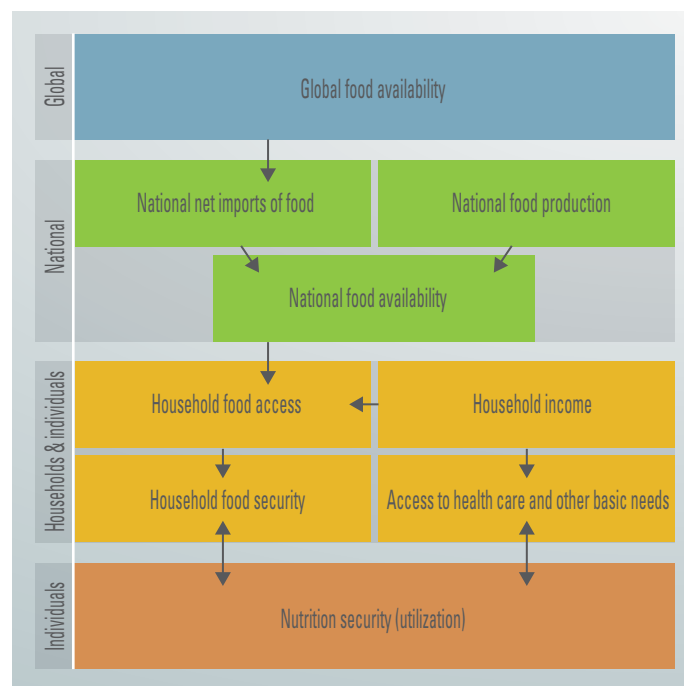 Global
Global food availability
National
National net imports of food
National food production
National food availability
Households & individuals
Household food access
Household income
Household food security
Access to health care and other basic needs
Individuals
Nutrition security (utilization)